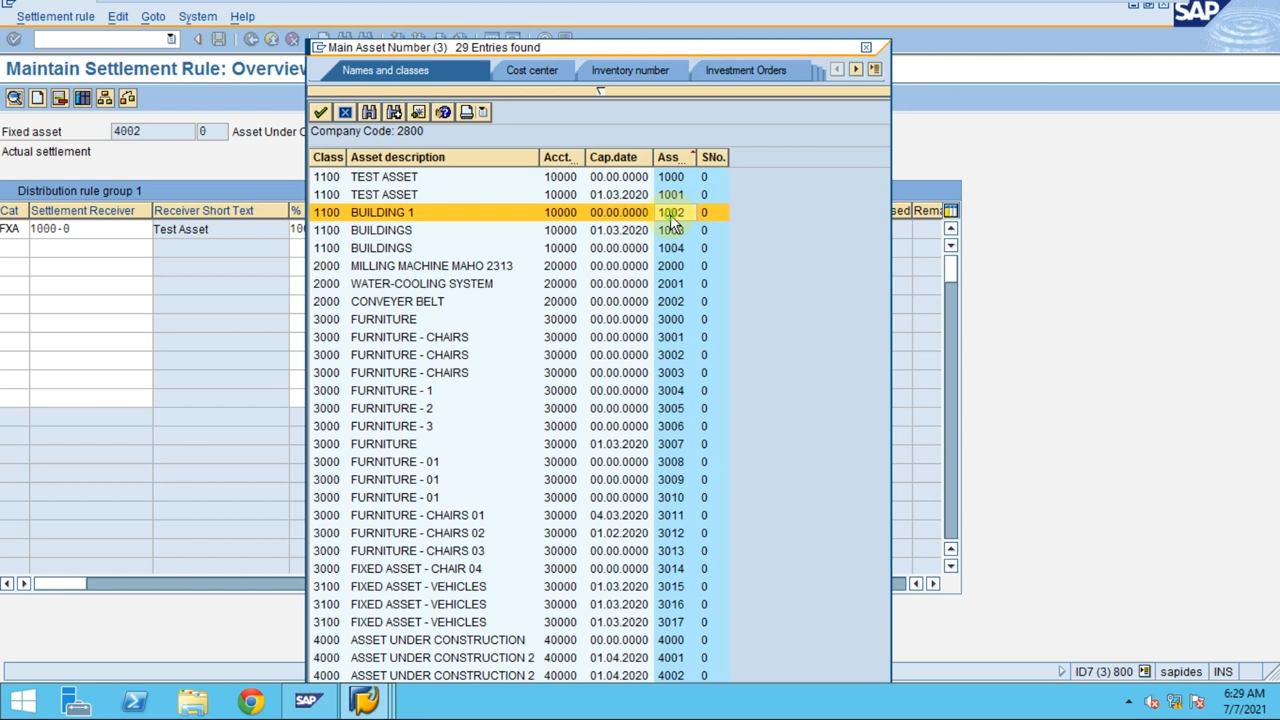 Settlement rule Edit Goto System Help
SAP
Main Asset Number (3) 29 Entries found
Maintain Settlement Rule: Overview
Names and classes Cost center Inventory number Investment Orders
Company Code: 2800
Fixed asset 4002 0 Asset Under C
Actual settlement
Class Asset description Acct... Cap.date Ass... SNo.
1100 TEST ASSET 10000 00.00.0000 1000 0
1100 TEST ASSET 10000 01.03.2020 1001 0
Distribution rule group 1
Cat Settlement Receiver Receiver Short Text %
1100 BUILDING 1 10000 00.00.0000 1002 0
sed Rema
FXA 1000-0 Test Asset 100
1100 BUILDINGS 10000 01.03.2020 1003 0
1100 BUILDINGS 10000 00.00.0000 1004 0
2000 MILLING MACHINE MAHO 2313 20000 00.00.0000 2000 0
2000 WATER-COOLING SYSTEM 20000 00.00.0000 2001 0
2000 CONVEYER BELT 20000 00.00.0000 2002 0
3000 FURNITURE 30000 00.00.0000 3000 0
3000 FURNITURE - CHAIRS 30000 00.00.0000 3001 0
3000 FURNITURE - CHAIRS 30000 00.00.0000 3002 0
3000 FURNITURE - CHAIRS 30000 00.00.0000 3003 0
3000 FURNITURE - 1 30000 00.00.0000 3004 0
3000 FURNITURE - 2 30000 00.00.0000 3005 0
3000 FURNITURE - 3 30000 00.00.0000 3006 0
3000 FURNITURE 30000 01.03.2020 3007 0
3000 FURNITURE - 01 30000 00.00.0000 3008 0
3000 FURNITURE - 01 30000 00.00.0000 3009 0
3000 FURNITURE - 01 30000 00.00.0000 3010 0
3000 FURNITURE - CHAIRS 01 30000 04.03.2020 3011 0
3000 FURNITURE - CHAIRS 02 30000 01.02.2020 3012 0
3000 FURNITURE - CHAIRS 03 30000 00.00.0000 3013 0
3000 FIXED ASSET - CHAIR 04 30000 00.00.0000 3014 0
3100 FIXED ASSET - VEHICLES 30000 01.03.2020 3015 0
3100 FIXED ASSET - VEHICLES 30000 01.03.2020 3016 0
3100 FIXED ASSET - VEHICLES 30000 01.03.2020 3017 0
4000 ASSET UNDER CONSTRUCTION 40000 00.00.0000 4000 0
4000 ASSET UNDER CONSTRUCTION 2 40000 01.04.2020 4001 0
4000 ASSET UNDER CONSTRUCTION 2 40000 01.04.2020 4002 0
ID7 (3) 800 sapides INS
SAP
6:29 AM
7/7/2021